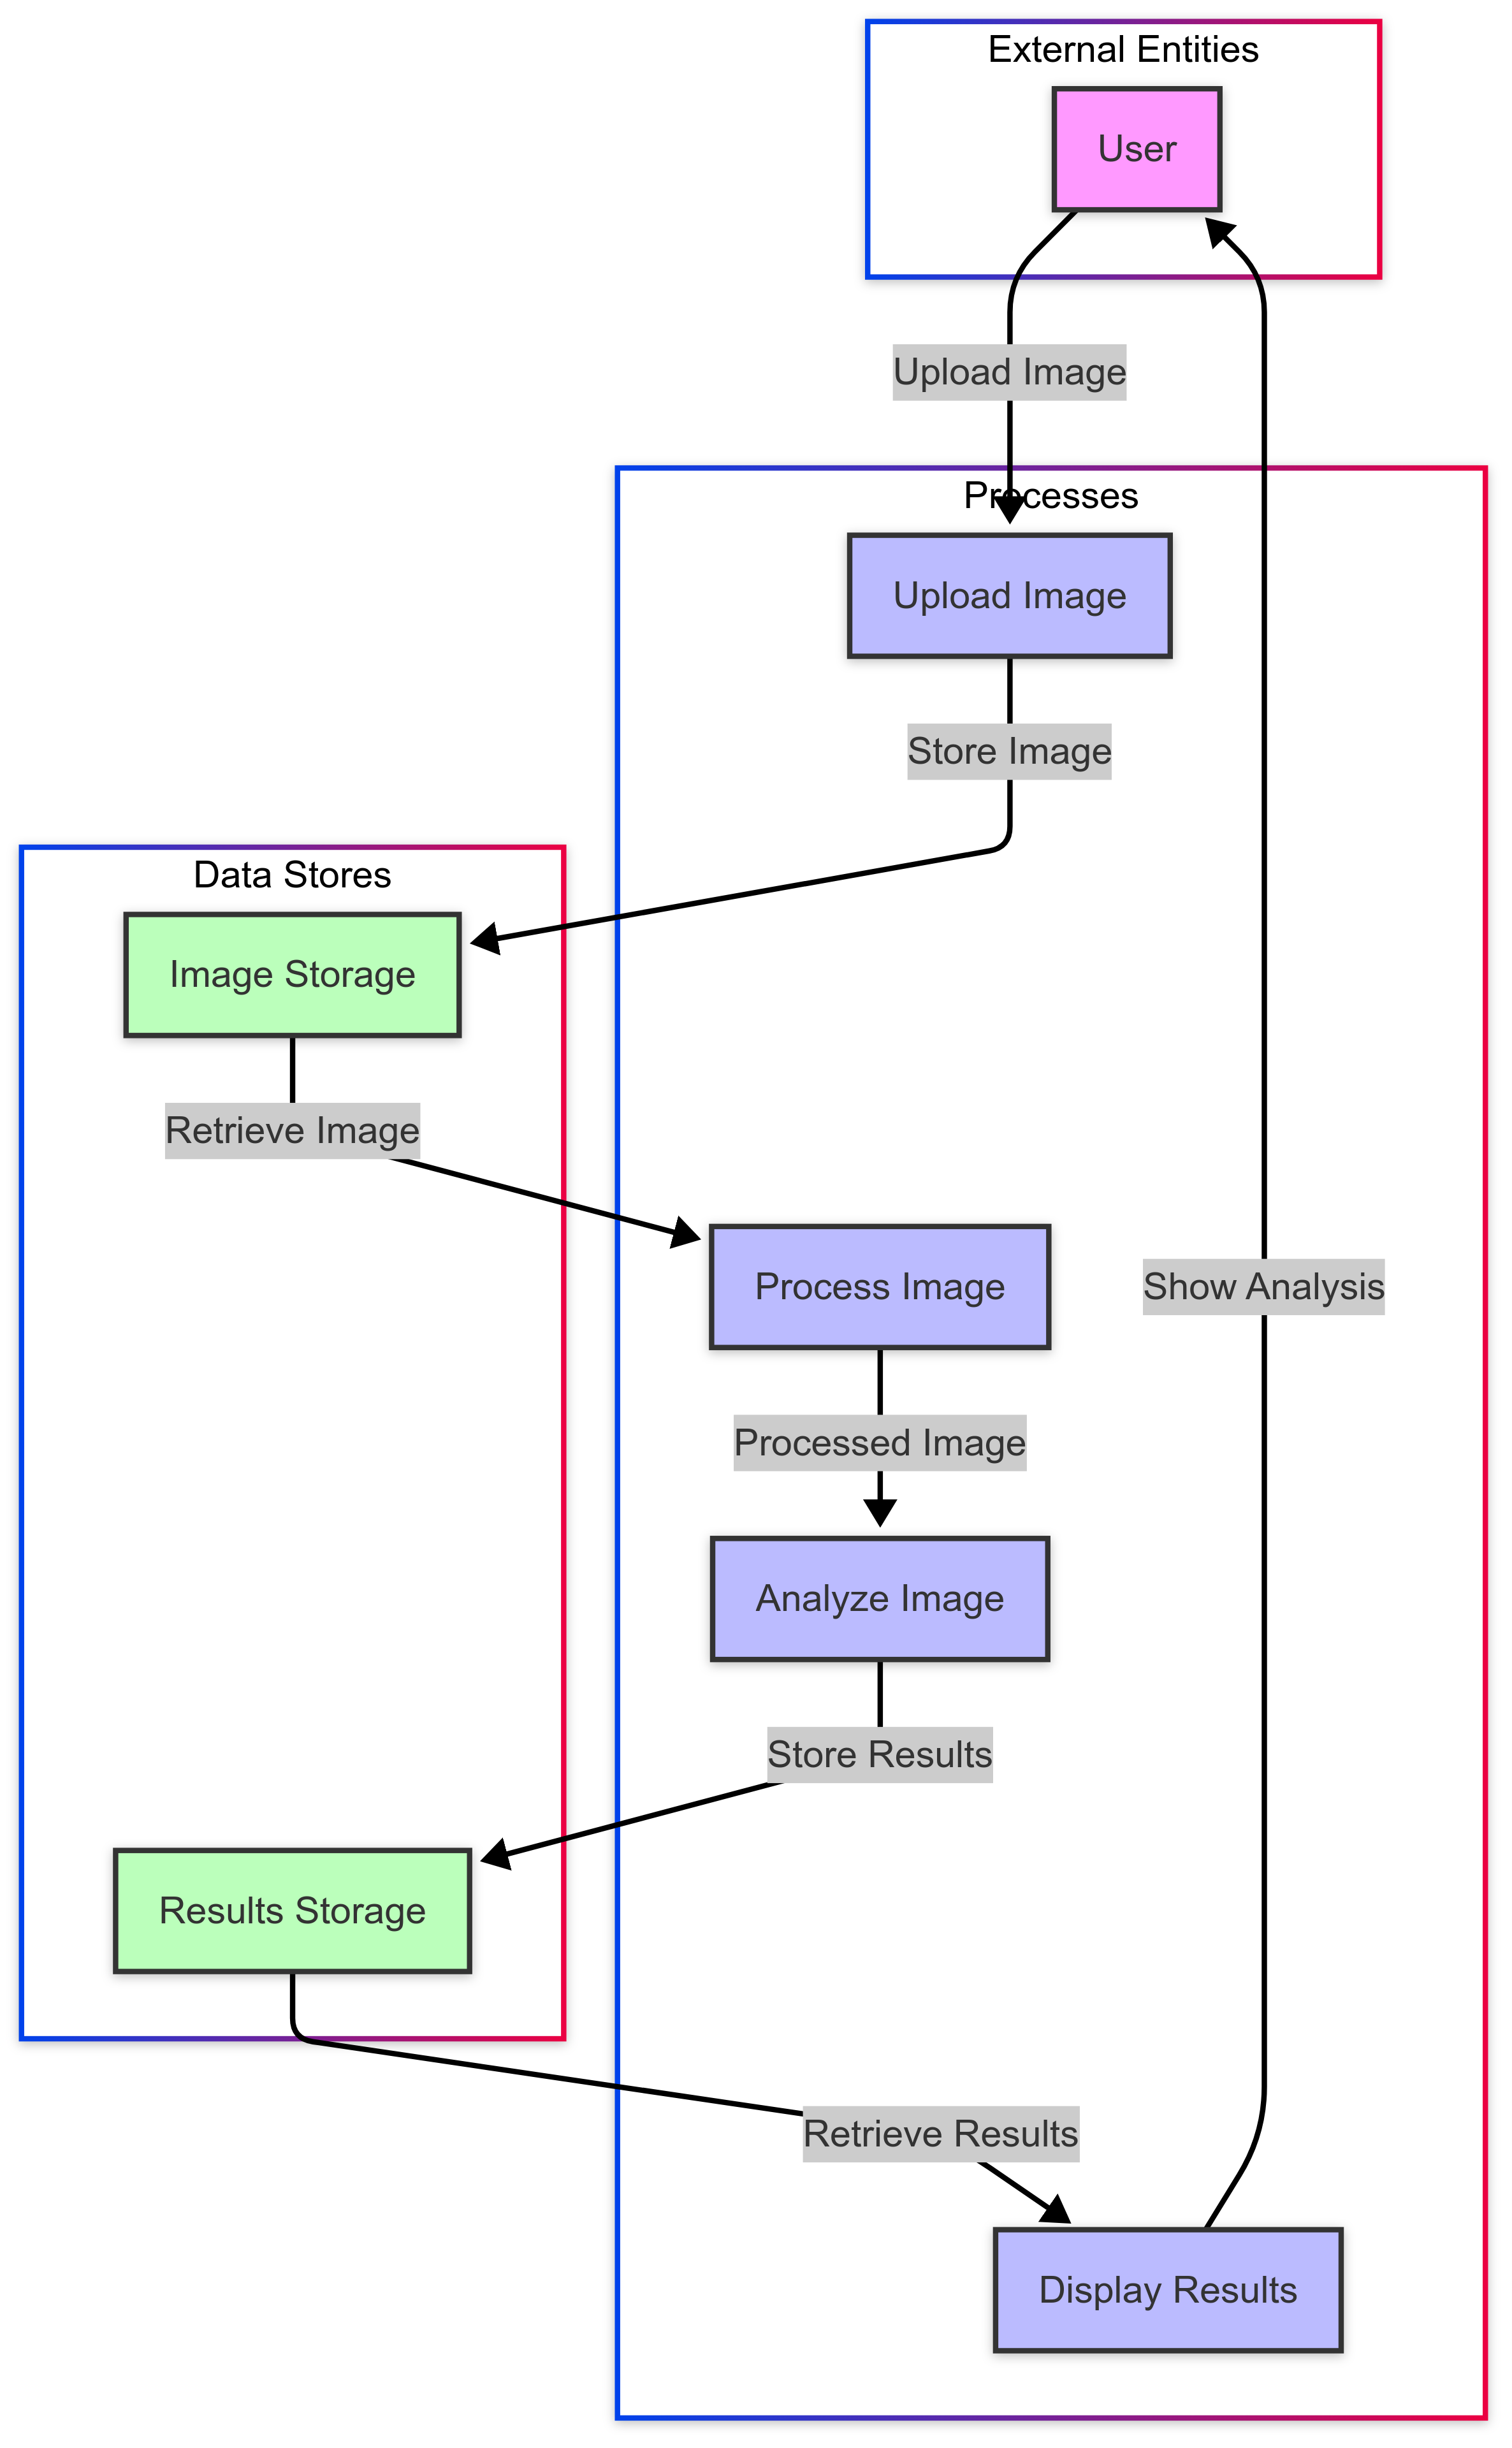 External Entities
User
Upload Image
Processes
Upload Image
Store Image
Data Stores
Image Storage
Retrieve Image
Process Image
Show Analysis
Processed Image
Analyze Image
Store Results
Results Storage
Retrieve Results
Display Results